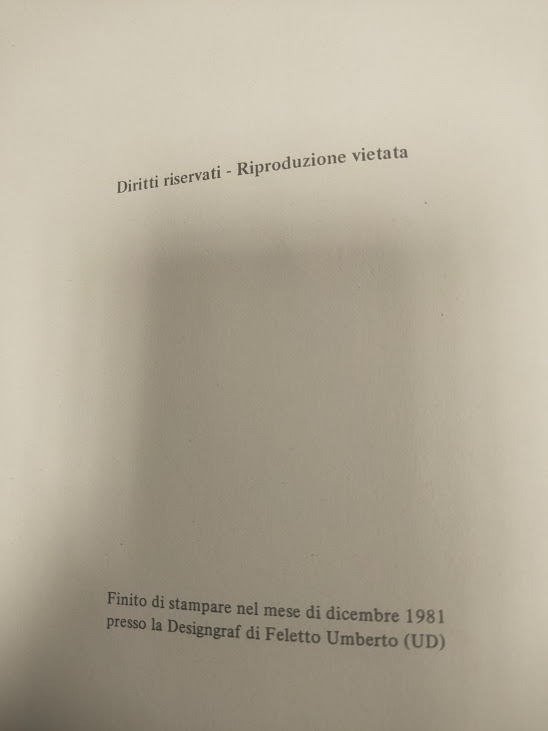 Diritti riservati - Riproduzione vietata
Finito di stampare nel mese di dicembre 1981
presso la Designgraf di Feletto Umberto (UD)